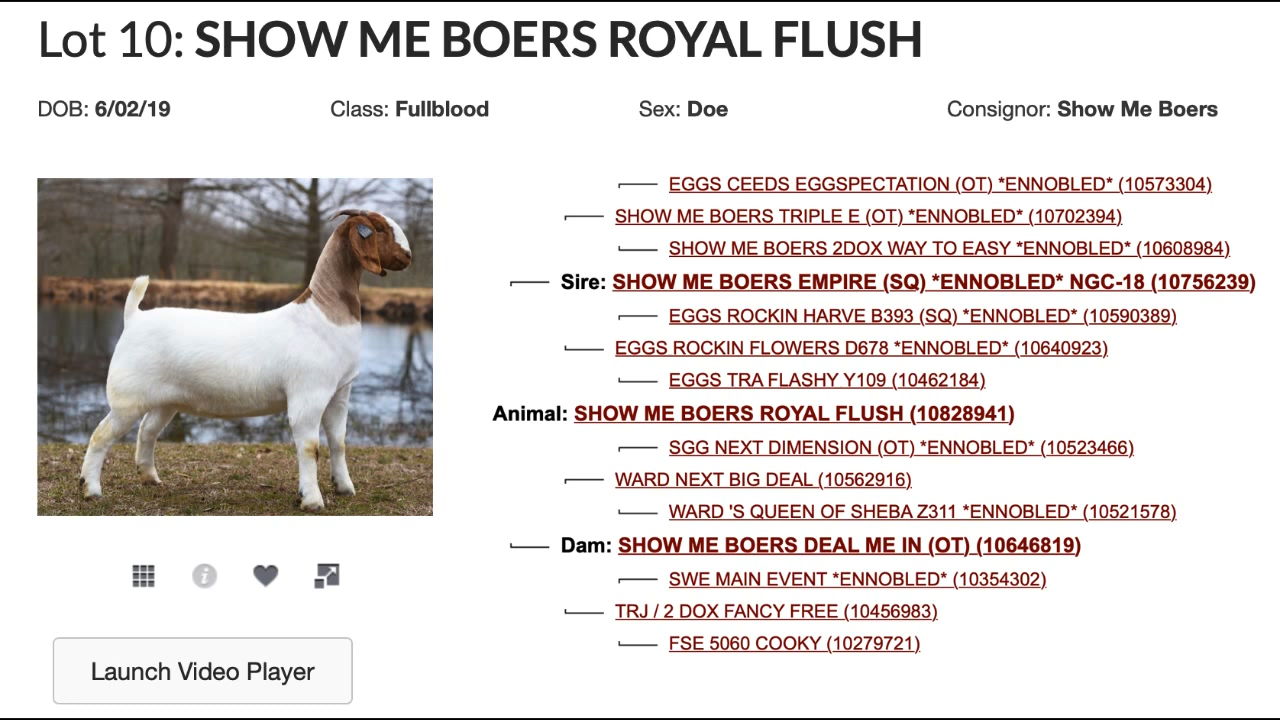 Lot 10: SHOW ME BOERS ROYAL FLUSH
DOB: 6/02/19 Class: Fullblood Sex: Doe Consignor: Show Me Boers
EGGS CEEDS EGGSPECTATION (OT) *ENNOBLED* (10573304)
SHOW ME BOERS TRIPLE E (OT) *ENNOBLED* (10702394)
SHOW ME BOERS 2DOX WAY TO EASY *ENNOBLED* (10608984)
Sire: SHOW ME BOERS EMPIRE (SQ) *ENNOBLED* NGC-18 (10756239)
EGGS ROCKIN HARVE B393 (SQ) *ENNOBLED* (10590389)
EGGS ROCKIN FLOWERS D678 *ENNOBLED* (10640923)
EGGS TRA FLASHY Y109 (10462184)
Animal: SHOW ME BOERS ROYAL FLUSH (10828941)
SGG NEXT DIMENSION (OT) *ENNOBLED* (10523466)
WARD NEXT BIG DEAL (10562916)
WARD 'S QUEEN OF SHEBA Z311 *ENNOBLED* (10521578)
Dam: SHOW ME BOERS DEAL ME IN (OT) (10646819)
SWE MAIN EVENT *ENNOBLED* (10354302)
TRJ / 2 DOX FANCY FREE (10456983)
FSE 5060 COOKY (10279721)
Launch Video Player